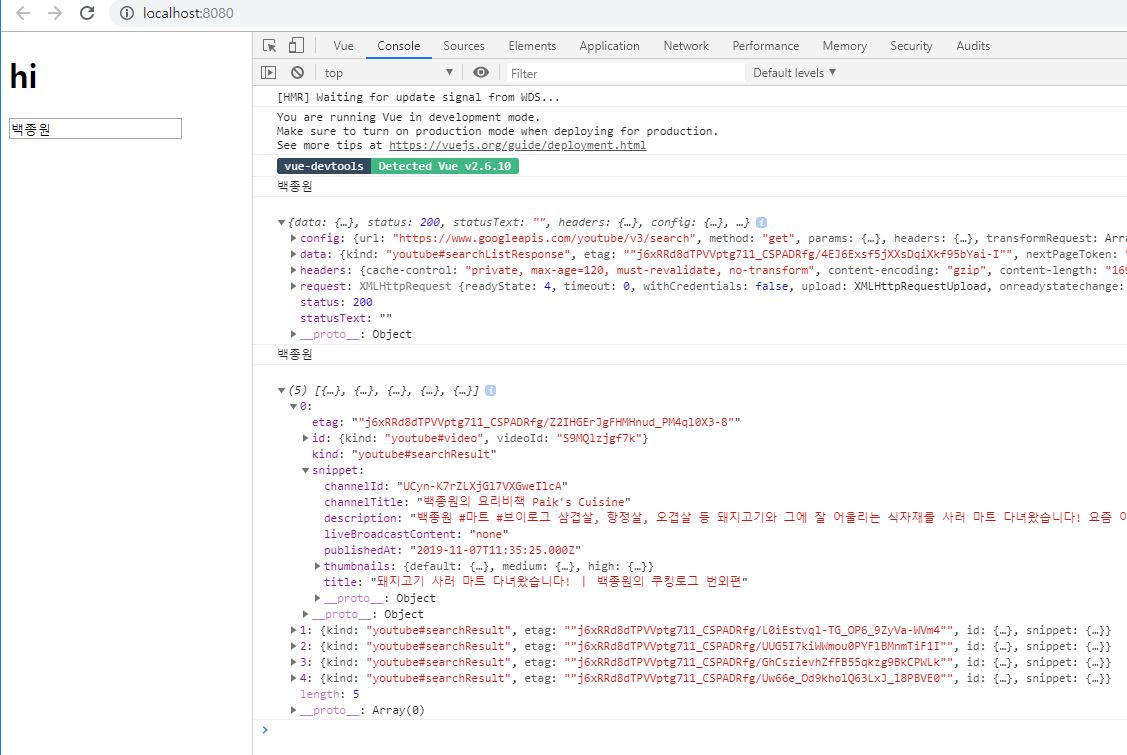 localhost:8080
hi
백종원
Vue Console Sources Elements Application Network Performance Memory Security Audits
top Filter Default levels
[HMR] Waiting for update signal from WDS...
You are running Vue in development mode.
Make sure to turn on production mode when deploying for production.
See more tips at https://vuejs.org/guide/deployment.html
vue-devtools Detected Vue v2.6.10
백종원
{data: {…}, status: 200, statusText: "", headers: {…}, config: {…}, …}
config: {url: "https://www.googleapis.com/youtube/v3/search", method: "get", params: {…}, headers: {…}, transformRequest: Arra
data: {kind: "youtube#searchListResponse", etag: ""j6xRRd8dTPVVptg711_CSPADRfg/4EJ6Exsf5jXXsDqiXkf95bYai-I"", nextPageToken: "
headers: {cache-control: "private, max-age=120, must-revalidate, no-transform", content-encoding: "gzip", content-length: "169
request: XMLHttpRequest {readyState: 4, timeout: 0, withCredentials: false, upload: XMLHttpRequestUpload, onreadystatechange:
status: 200
statusText: ""
__proto__: Object
백종원
(5) [{…}, {…}, {…}, {…}, {…}]
0:
etag: ""j6xRRd8dTPVVptg711_CSPADRfg/Z2IHGErJgFHMHnud_PM4ql0X3-8""
id: {kind: "youtube#video", videoId: "S9MQlzjgf7k"}
kind: "youtube#searchResult"
snippet:
channelId: "UCyn-K7rZLXjGl7VXGweIlcA"
channelTitle: "백종원의 요리비책 Paik's Cuisine"
description: "백종원 #마트 #브이로그 삼겹살, 항정살, 오겹살 등 돼지고기와 그에 잘 어울리는 식자재를 사러 마트 다녀왔습니다! 요즘 이
liveBroadcastContent: "none"
publishedAt: "2019-11-07T11:35:25.000Z"
thumbnails: {default: {…}, medium: {…}, high: {…}}
title: "돼지고기 사러 마트 다녀왔습니다! ㅣ 백종원의 쿠킹로그 번외편"
__proto__: Object
__proto__: Object
1: {kind: "youtube#searchResult", etag: ""j6xRRd8dTPVVptg711_CSPADRfg/L0iEstvql-TG_OP6_9ZyVa-WVm4"", id: {…}, snippet: {…}}
2: {kind: "youtube#searchResult", etag: ""j6xRRd8dTPVVptg711_CSPADRfg/UUG5I7kiWWmou0PYFlBMnmTiF1I"", id: {…}, snippet: {…}}
3: {kind: "youtube#searchResult", etag: ""j6xRRd8dTPVVptg711_CSPADRfg/GhCszievhZfFB55qkzg9BkCPWLk"", id: {…}, snippet: {…}}
4: {kind: "youtube#searchResult", etag: ""j6xRRd8dTPVVptg711_CSPADRfg/Uw66e_Od9kholQ63LxJ_l8PBVE0"", id: {…}, snippet: {…}}
length: 5
__proto__: Array(0)